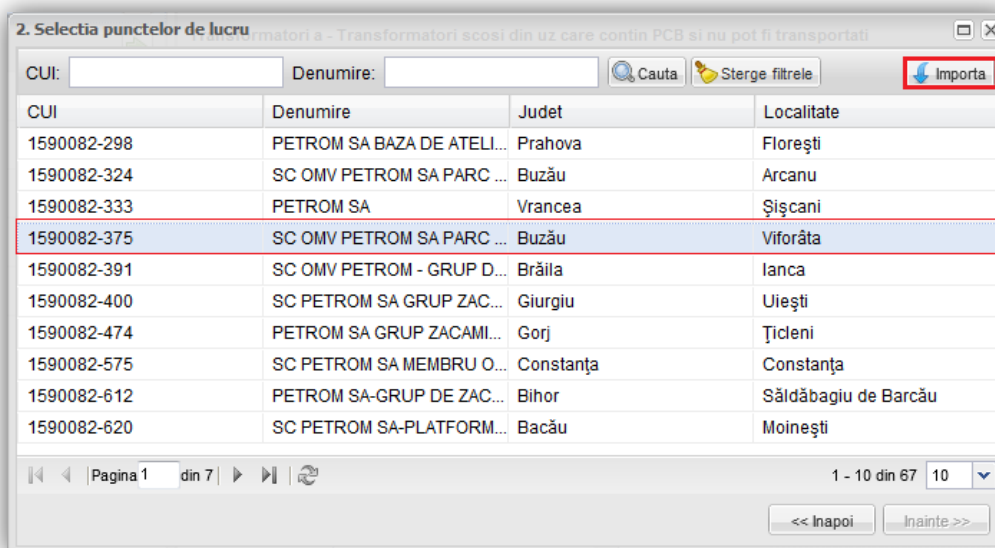 2. Selectia punctelor de lucru
Transformatori a - Transformatori scosi din uz care contin PCB si nu pot fi transportati
CUI: Denumire: Cauta Sterge filtrele Importa
CUI Denumire Judet Localitate
1590082-298 PETROM SA BAZA DE ATELI... Prahova Floreşti
1590082-324 SC OMV PETROM SA PARC ... Buzău Arcanu
1590082-333 PETROM SA Vrancea Şişcani
1590082-375 SC OMV PETROM SA PARC ... Buzău Viforâta
1590082-391 SC OMV PETROM - GRUP D... Brăila Ianca
1590082-400 SC PETROM SA GRUP ZAC... Giurgiu Uieşti
1590082-474 PETROM SA GRUP ZACAMI... Gorj Ţicleni
1590082-575 SC PETROM SA MEMBRU O... Constanţa Constanţa
1590082-612 PETROM SA-GRUP DE ZAC... Bihor Săldăbagiu de Barcău
1590082-620 SC PETROM SA-PLATFORM... Bacău Moineşti
Pagina 1 din 7 1 - 10 din 67 10
<< Inapoi Inainte >>